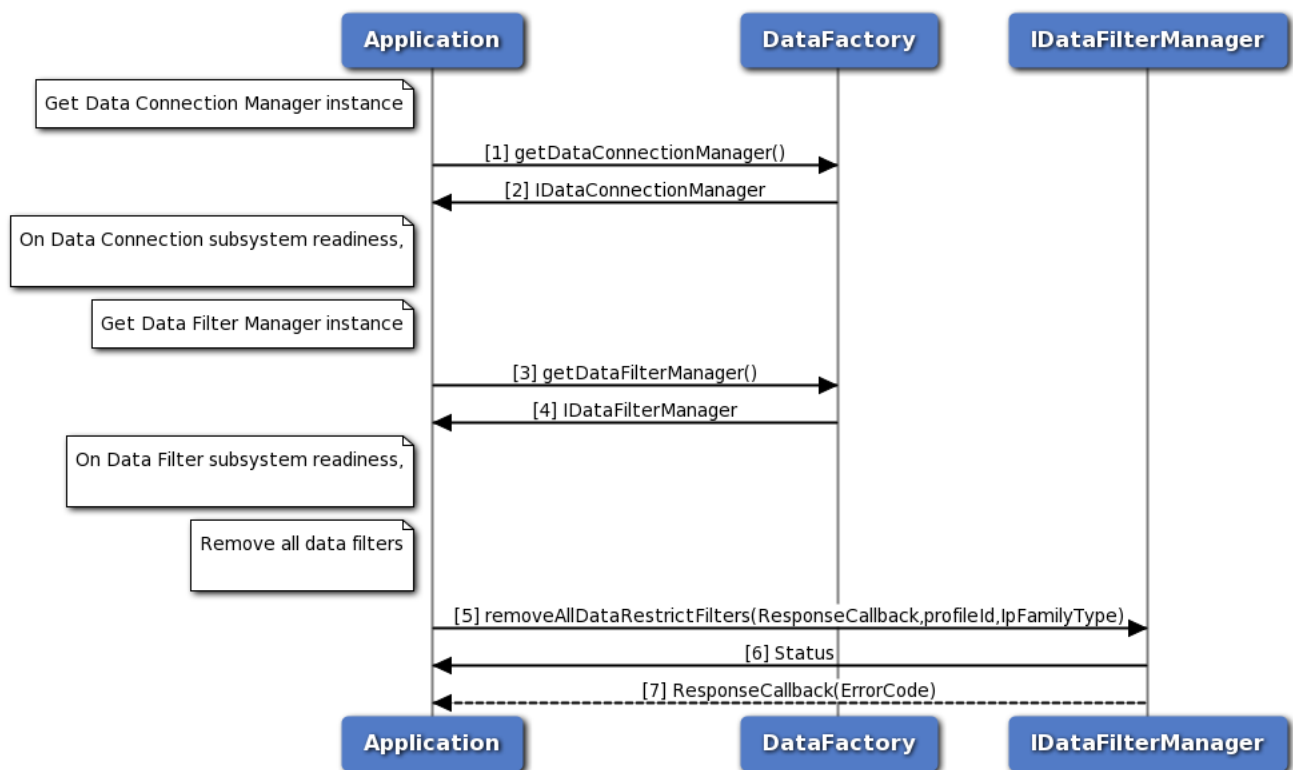 Application DataFactory IDataFilterManager
Get Data Connection Manager instance
[1] getDataConnectionManager()
[2] IDataConnectionManager
On Data Connection subsystem readiness,
Get Data Filter Manager instance
[3] getDataFilterManager()
[4] IDataFilterManager
On Data Filter subsystem readiness,
Remove all data filters
[5] removeAllDataRestrictFilters(ResponseCallback,profileId,IpFamilyType)
[6] Status
[7] ResponseCallback(ErrorCode)
Application DataFactory IDataFilterManager